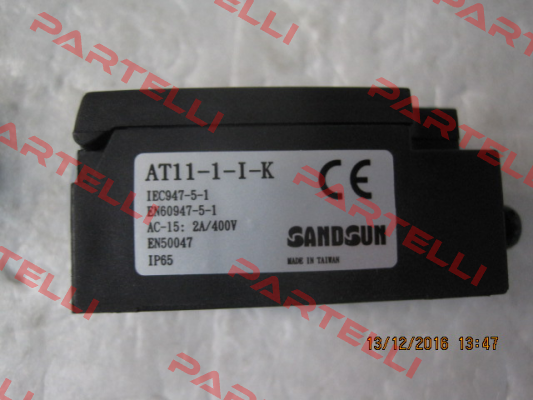 PARTELLI
PARTELLI
PARTELLI
AT11-1-I-K
CE
IEC947-5-1
EN60947-5-1
AC-15: 2A/400V
EN50047
IP65
SANDSUN
MADE IN TAIWAN
PARTELLI
PARTELLI
13/12/2016 13:47
PARTELLI